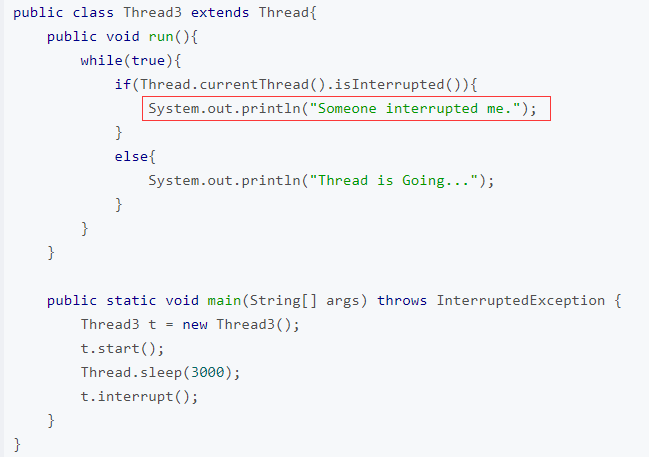 public class Thread3 extends Thread{
    public void run(){
        while(true){
            if(Thread.currentThread().isInterrupted()){
                System.out.println("Someone interrupted me.");
            }
            else{
                System.out.println("Thread is Going...");
            }
        }
    }

    public static void main(String[] args) throws InterruptedException {
        Thread3 t = new Thread3();
        t.start();
        Thread.sleep(3000);
        t.interrupt();
    }
}